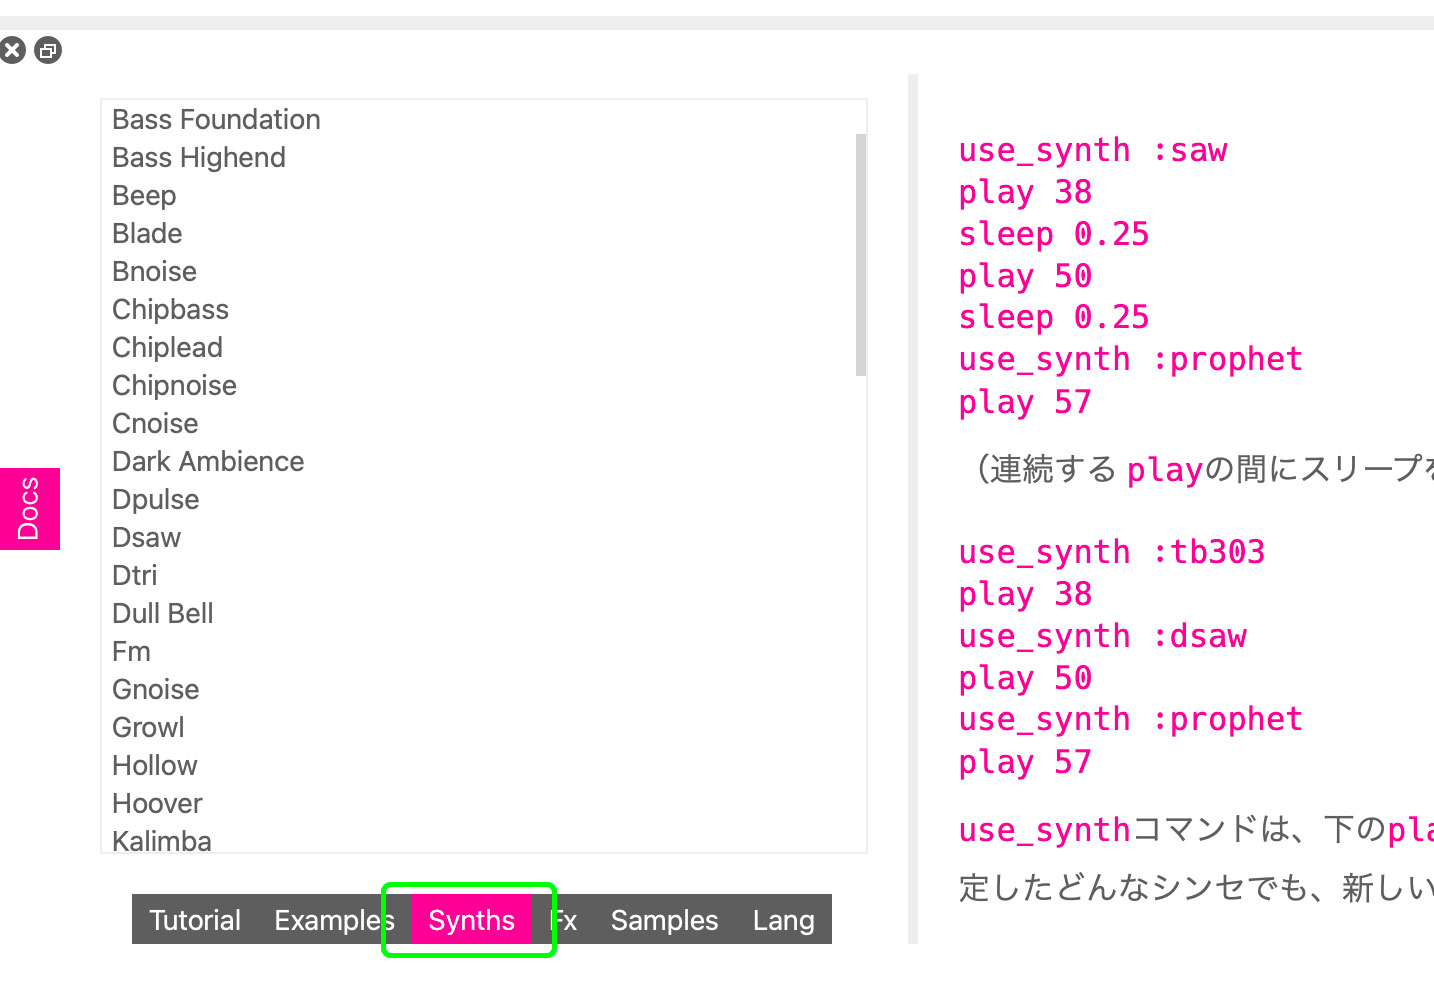 Bass Foundation
Bass Highend
Beep
Blade
Bnoise
Chipbass
Chiplead
Chipnoise
Cnoise
Dark Ambience
Dpulse
Dsaw
Dtri
Dull Bell
Fm
Gnoise
Growl
Hollow
Hoover
Kalimba
Docs
Tutorial Examples Synths Fx Samples Lang
use_synth :saw
play 38
sleep 0.25
play 50
sleep 0.25
use_synth :prophet
play 57
（連続する playの間にスリープを
use_synth :tb303
play 38
use_synth :dsaw
play 50
use_synth :prophet
play 57
use_synthコマンドは、下のpla
定したどんなシンセでも、新しい